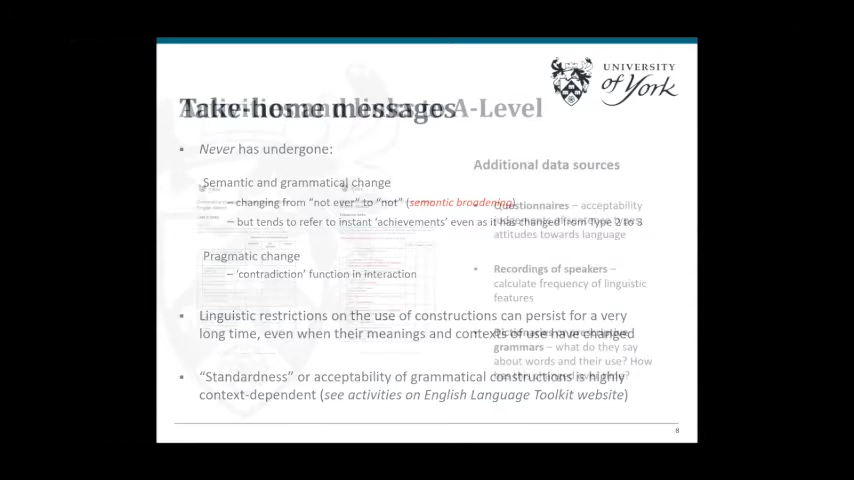 UNIVERSITY
of York
Take-home messages
A-Level
▪ Never has undergone:
Additional data sources
Semantic and grammatical change
– changing from “not ever” to “not” (semantic broadening)
Questionnaires – acceptability
– but tends to refer to instant ‘achievements’ even as it has changed from Type 2 to 3
attitudes towards language
Pragmatic change
– ‘contradiction’ function in interaction
▪ Recordings of speakers –
calculate frequency of linguistic
features
▪ Linguistic restrictions on the use of constructions can persist for a very
long time, even when their meanings and contexts of use have changed
grammars – what do they say
about words and their use? How
▪ “Standardness” or acceptability of grammatical constructions is highly
context-dependent (see activities on English Language Toolkit website)
8